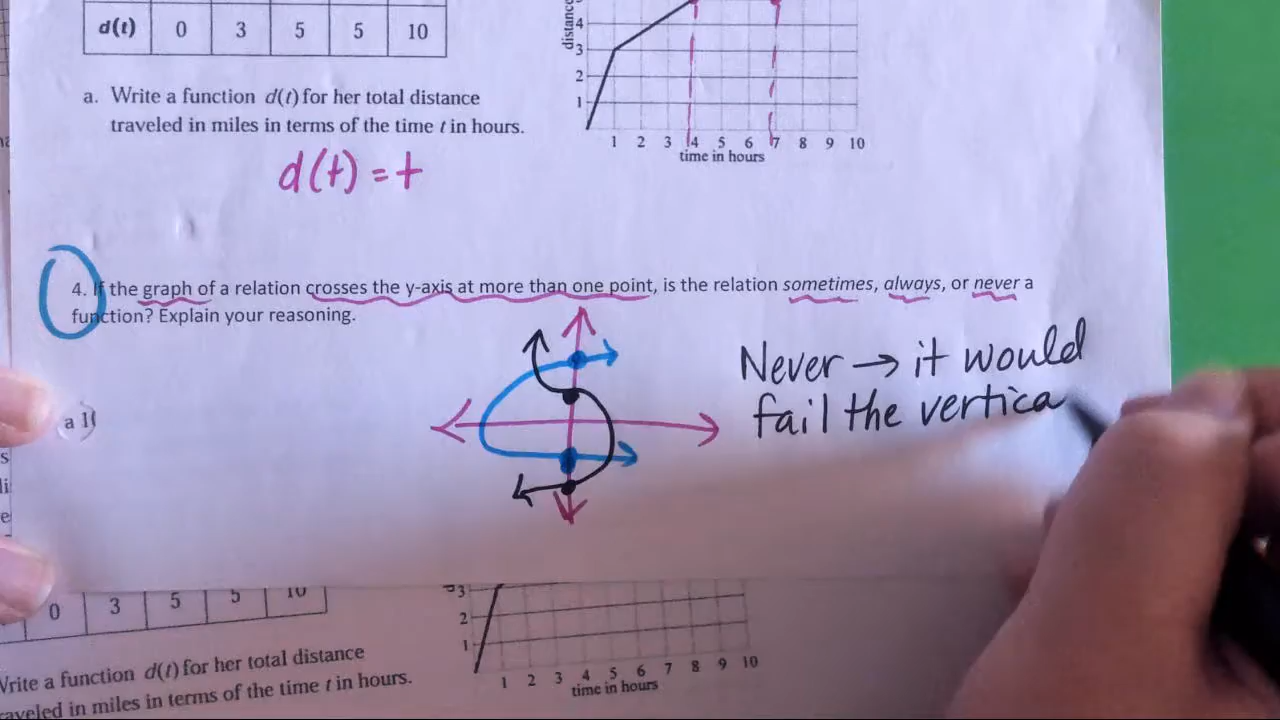 d(t) 0 3 5 5 10
distance
4
3
2
1
1 2 3 4 5 6 7 8 9 10
time in hours
a. Write a function d(t) for her total distance
traveled in miles in terms of the time t in hours.
d(t) = t
4. If the graph of a relation crosses the y-axis at more than one point, is the relation sometimes, always, or never a
function? Explain your reasoning.
Never → it would
fail the vertica
0 3 5 5 10
3
2
1
1 2 3 4 5 6 7 8 9 10
time in hours
Write a function d(t) for her total distance
traveled in miles in terms of the time t in hours.